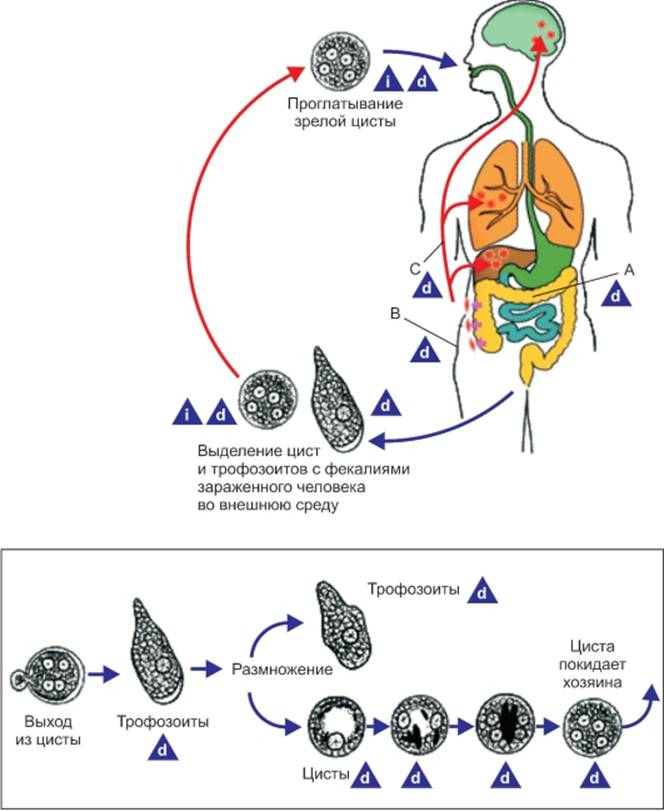 i d
Проглатывание
зрелой цисты
C
d
A
d
B
d
i d
d
Выделение цист
и трофозоитов с фекалиями
зараженного человека
во внешнюю среду
Трофозоиты d
Выход
из цисты
Трофозоиты
d
Размножение
Циста
покидает
хозяина
Цисты d
d
d
d